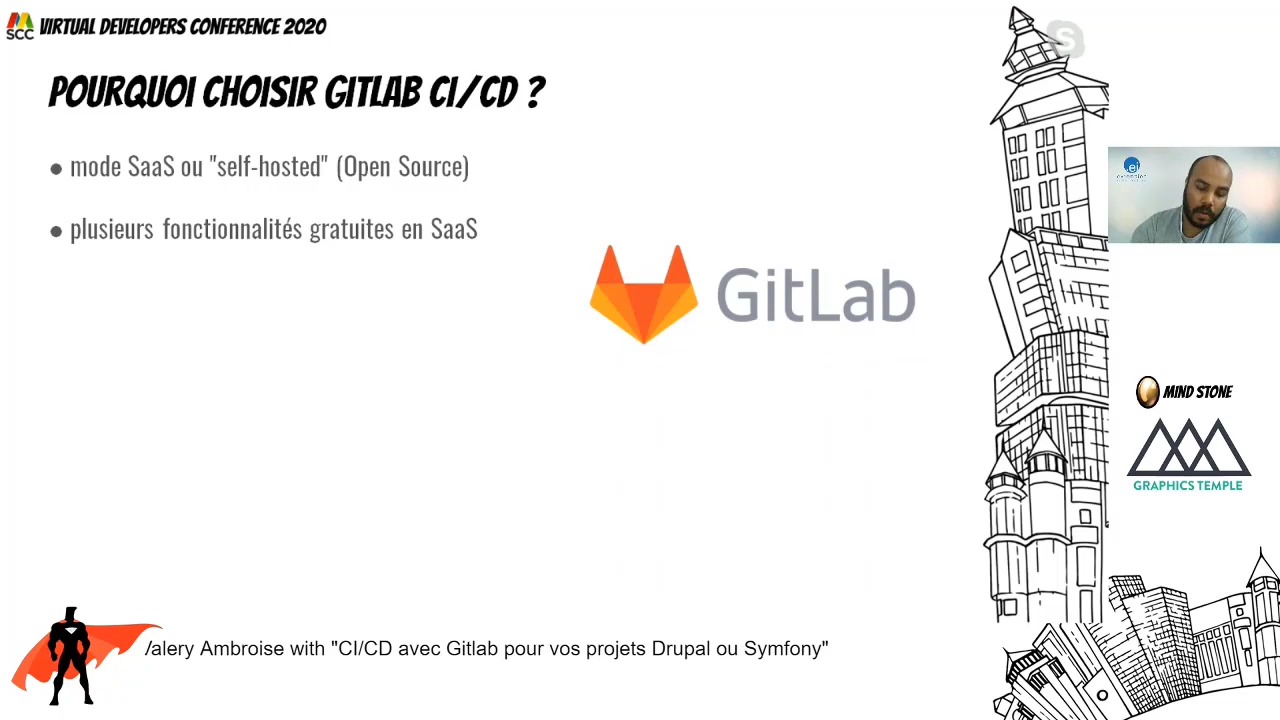 SCC VIRTUAL DEVELOPERS CONFERENCE 2020
POURQUOI CHOISIR GITLAB CI/CD ?
● mode SaaS ou "self-hosted" (Open Source)
● plusieurs fonctionnalités gratuites en SaaS
GitLab
S
ej
MIND STONE
GRAPHICS TEMPLE
Valery Ambroise with "CI/CD avec Gitlab pour vos projets Drupal ou Symfony"